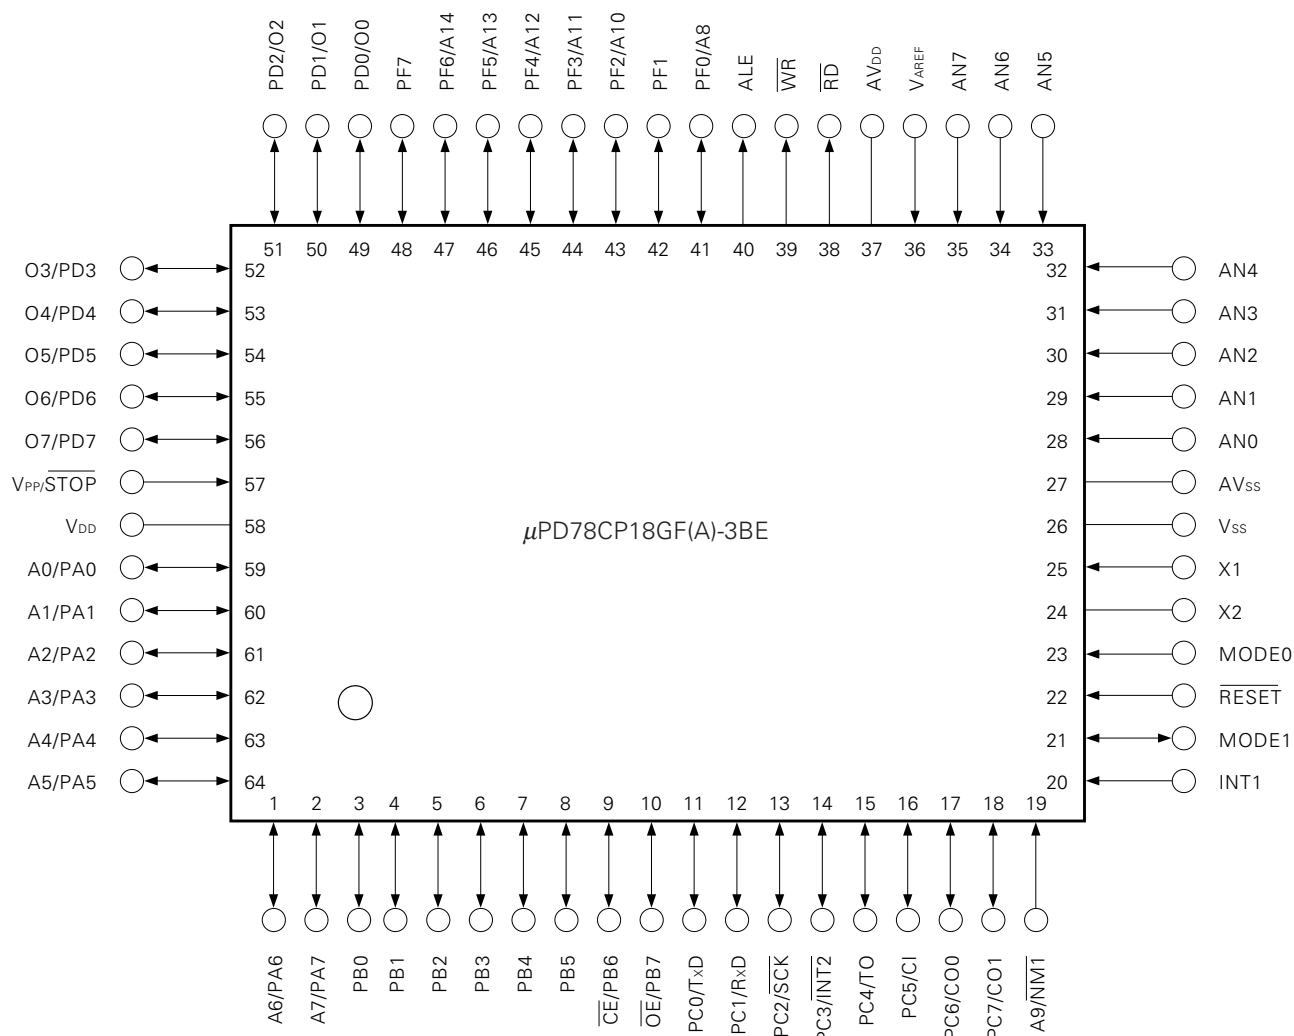 PD2/O2
PD1/O1
PD0/O0
PF7
PF6/A14
PF5/A13
PF4/A12
PF3/A11
PF2/A10
PF1
PF0/A8
ALE
WR
RD
AVDD
VAREF
AN7
AN6
AN5
51 50 49 48 47 46 45 44 43 42 41 40 39 38 37 36 35 34 33
O3/PD3 52 32 AN4
O4/PD4 53 31 AN3
O5/PD5 54 30 AN2
O6/PD6 55 29 AN1
O7/PD7 56 28 AN0
VPP/STOP 57 27 AVSS
VDD 58 26 VSS
μPD78CP18GF(A)-3BE
A0/PA0 59 25 X1
A1/PA1 60 24 X2
A2/PA2 61 23 MODE0
A3/PA3 62 22 RESET
A4/PA4 63 21 MODE1
A5/PA5 64 20 INT1
1 2 3 4 5 6 7 8 9 10 11 12 13 14 15 16 17 18 19
A6/PA6
A7/PA7
PB0
PB1
PB2
PB3
PB4
PB5
CE/PB6
OE/PB7
PC0/TxD
PC1/RxD
PC2/SCK
PC3/INT2
PC4/TO
PC5/CI
PC6/CO0
PC7/CO1
A9/NM1